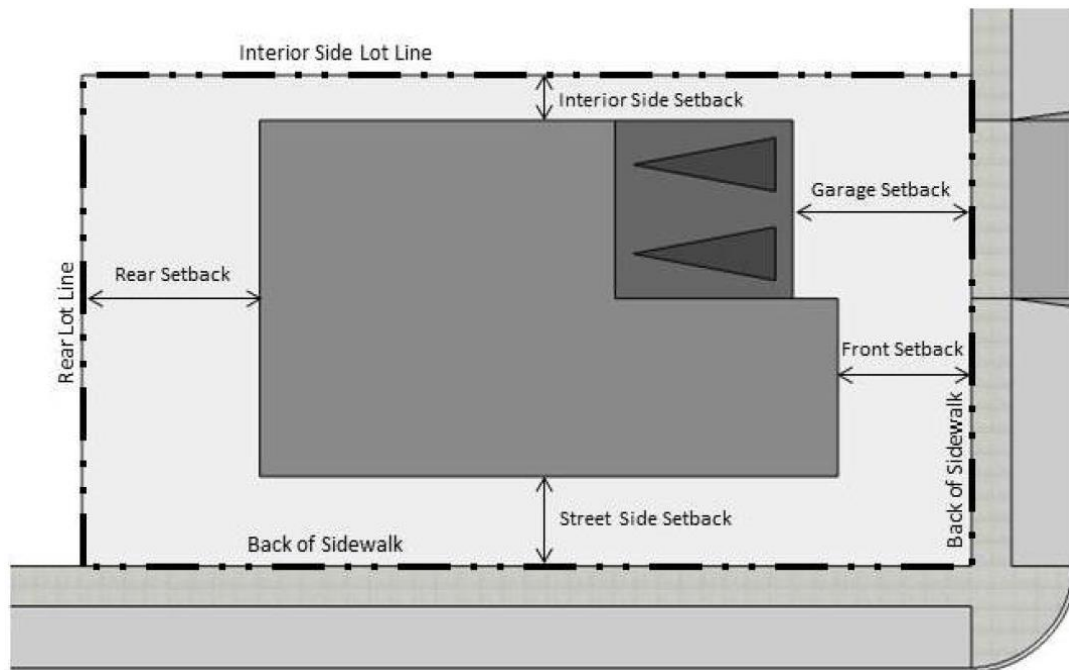 Interior Side Lot Line
Interior Side Setback
Garage Setback
Rear Setback
Rear Lot Line
Front Setback
Back of Sidewalk
Street Side Setback
Back of Sidewalk